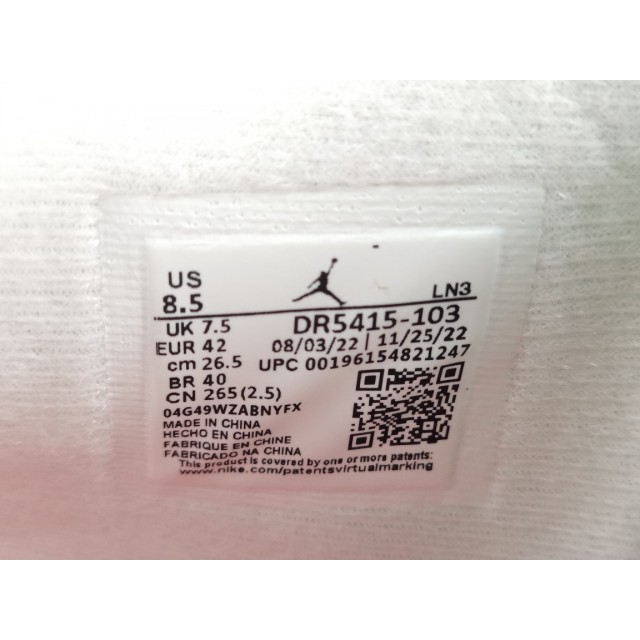 US
8.5
LN3
UK 7.5
DR5415-103
EUR 42
08/03/22 | 11/25/22
cm 26.5
UPC 00196154821247
BR 40
CN 265(2.5)
04G49WZABNYFX
MADE IN CHINA
HECHO EN CHINA
FABRIQUE EN CHINE
FABRICADO NA CHINA
This product is covered by one or more patents:
www.nike.com/patentsvirtualmarking